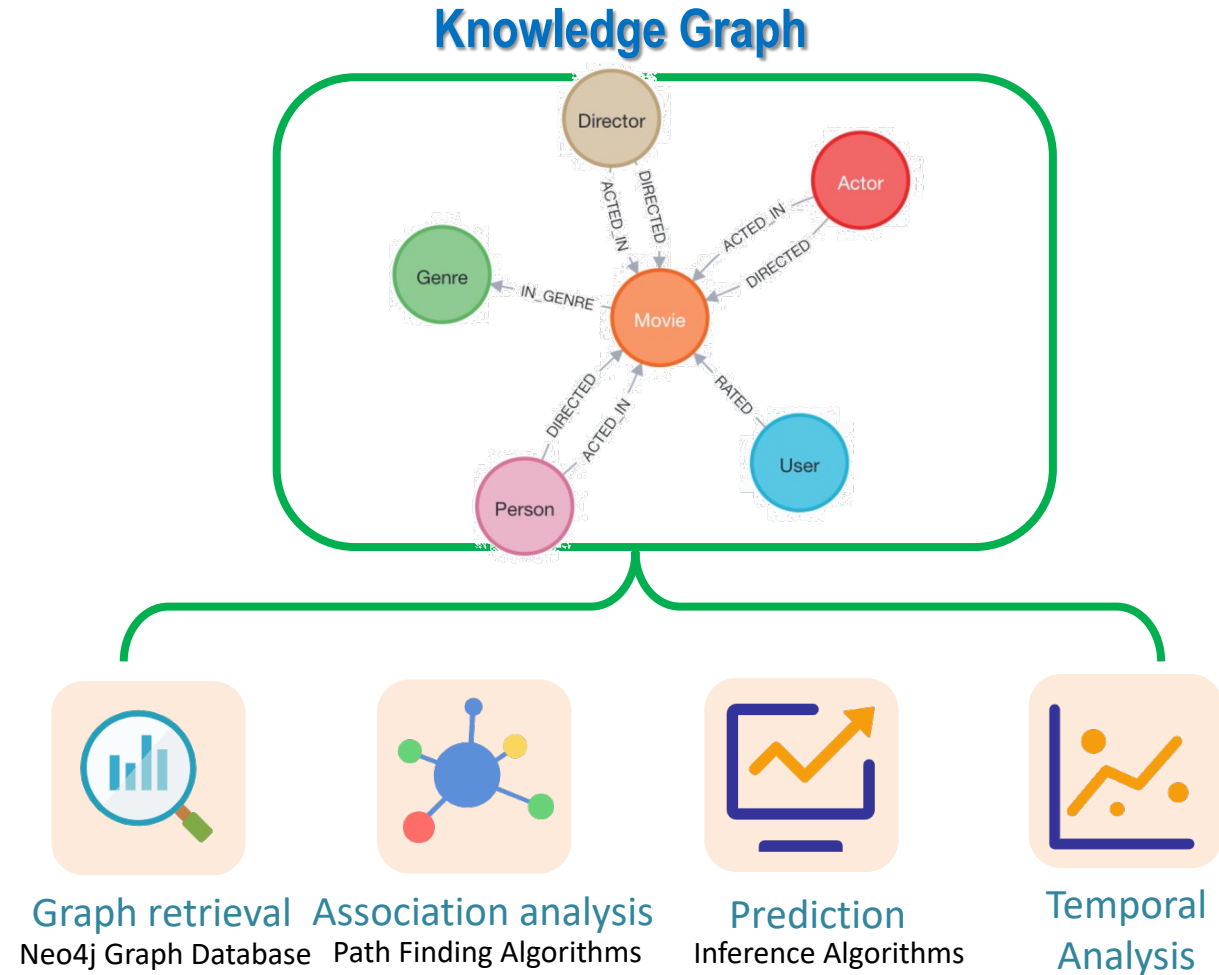 Knowledge Graph
Director
Actor
ACTED_IN
DIRECTED
ACTED_IN
DIRECTED
Genre
IN_GENRE
Movie
DIRECTED
ACTED_IN
RATED
User
Person
Graph retrieval
Neo4j Graph Database
Association analysis
Path Finding Algorithms
Prediction
Inference Algorithms
Temporal
Analysis